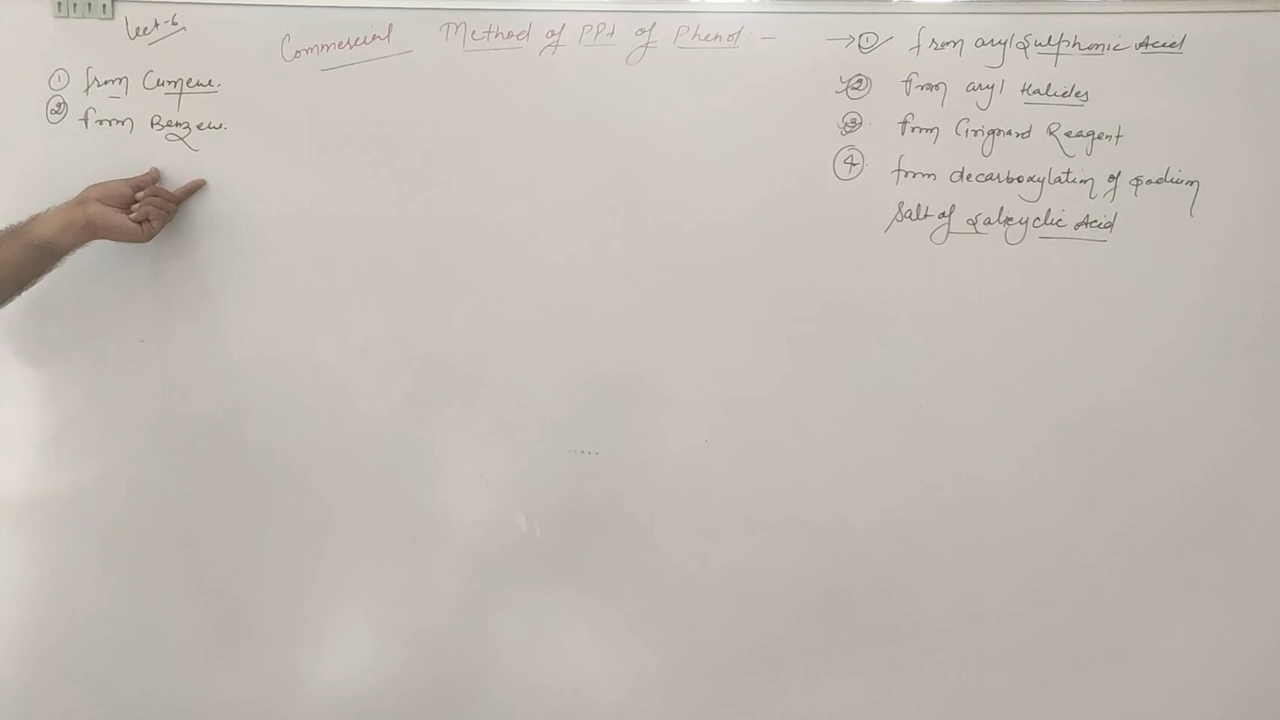 Lect-6
Commercial Method of PPt of Phenol :-
① from Cumene.
② from Benzene.
→① from aryl Sulphonic Acid
② from aryl Halides
③ from Grignard Reagent
④ from decarboxylation of Sodium
Salt of Salicyclic Acid